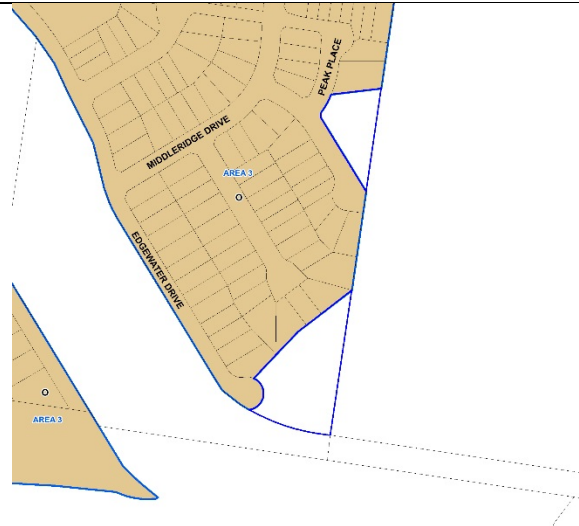 PEAK PLACE
MIDDLERIDGE DRIVE
AREA 3
EDGEWATER DRIVE
AREA 3